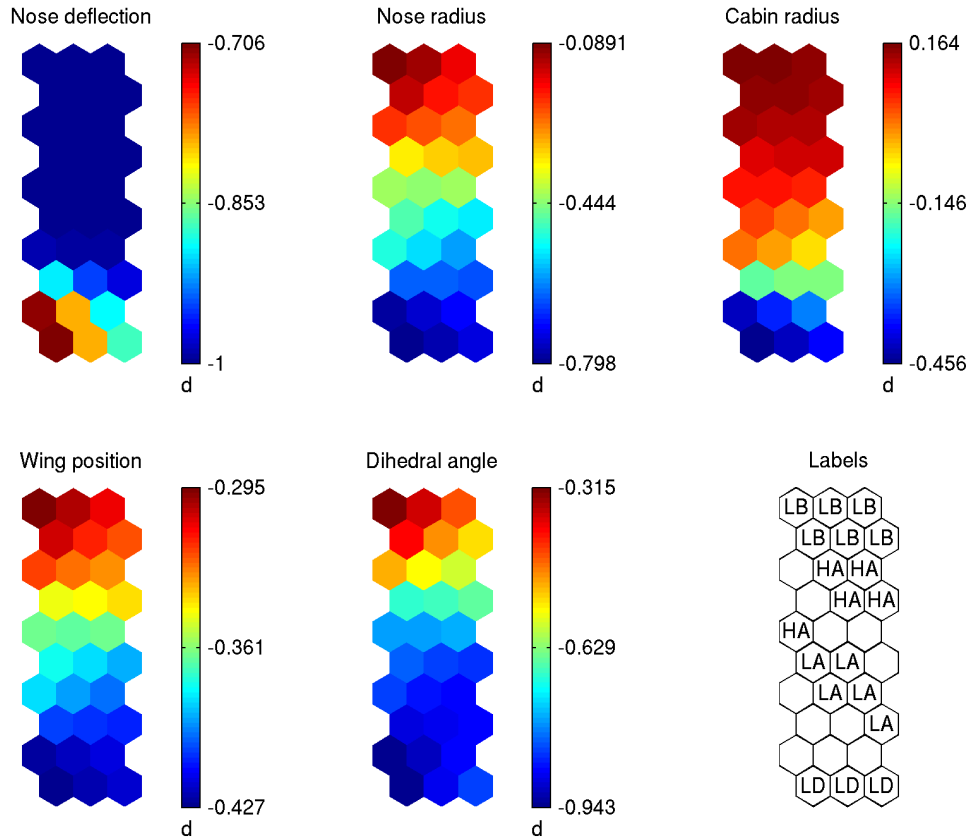 Nose deflection
-0.706
-0.853
-1
d
Nose radius
-0.0891
-0.444
-0.798
d
Cabin radius
0.164
-0.146
-0.456
d
Wing position
-0.295
-0.361
-0.427
d
Dihedral angle
-0.315
-0.629
-0.943
d
Labels
LB LB LB
LB LB LB
HA HA
HA HA
HA
LA LA
LA LA
LA
LD LD LD